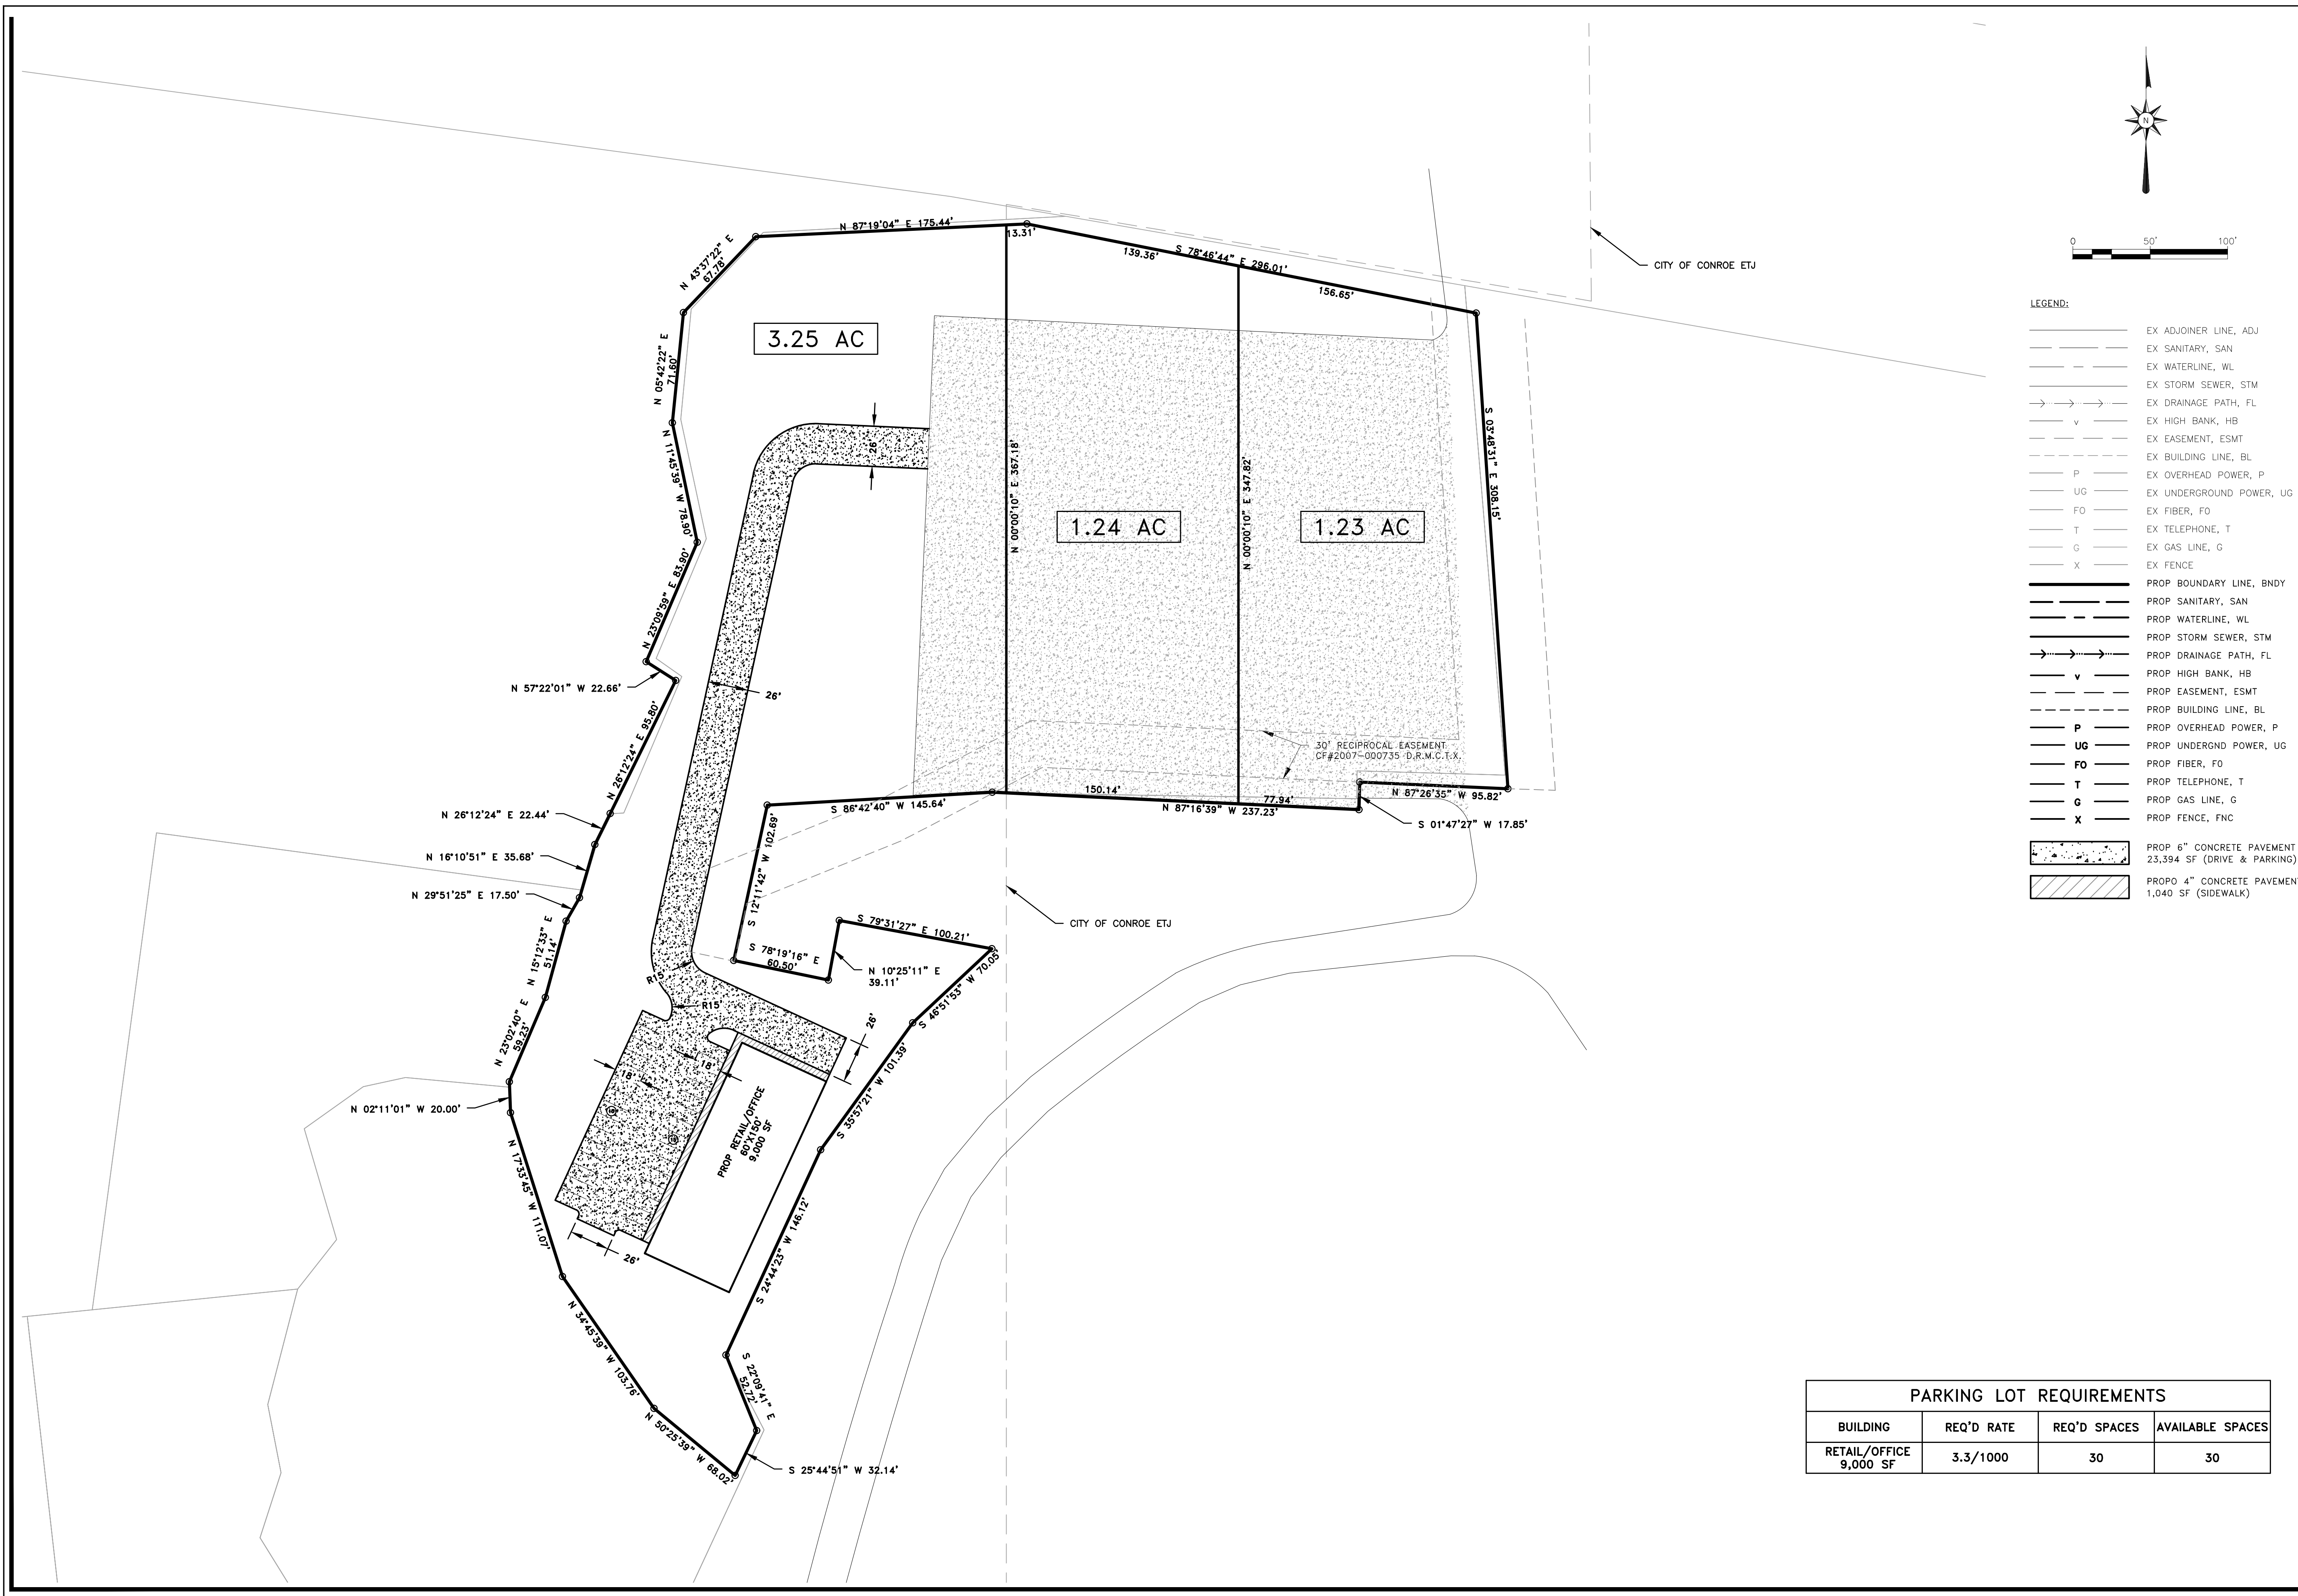 N
0 50' 100'
CITY OF CONROE ETJ
LEGEND:
EX ADJOINER LINE, ADJ
EX SANITARY, SAN
EX WATERLINE, WL
EX STORM SEWER, STM
EX DRAINAGE PATH, FL
v EX HIGH BANK, HB
EX EASEMENT, ESMT
EX BUILDING LINE, BL
P EX OVERHEAD POWER, P
UG EX UNDERGROUND POWER, UG
FO EX FIBER, FO
T EX TELEPHONE, T
G EX GAS LINE, G
X EX FENCE
PROP BOUNDARY LINE, BNDY
PROP SANITARY, SAN
PROP WATERLINE, WL
PROP STORM SEWER, STM
PROP DRAINAGE PATH, FL
v PROP HIGH BANK, HB
PROP EASEMENT, ESMT
PROP BUILDING LINE, BL
P PROP OVERHEAD POWER, P
UG PROP UNDERGND POWER, UG
FO PROP FIBER, FO
T PROP TELEPHONE, T
G PROP GAS LINE, G
X PROP FENCE, FNC
PROP 6" CONCRETE PAVEMENT
23,394 SF (DRIVE & PARKING)
PROPO 4" CONCRETE PAVEMEN
1,040 SF (SIDEWALK)
N 87°19'04" E 175.44'
13.31'
139.36'
S 78°46'44" E 296.01'
156.65'
N 43°37'22" E
67.78'
3.25 AC
N 05°42'22" E
71.60'
N 11°45'39" W 78.90'
26'
N 00°00'10" E 367.18'
N 00°00'10" E 347.82'
S 03°48'31" E 308.15'
1.24 AC
1.23 AC
N 23°09'59" E 83.90'
N 57°22'01" W 22.66'
26'
N 26°12'24" E 95.80'
30' RECIPROCAL EASEMENT
CF#2007-000735 D.R.M.C.T.X.
S 86°42'40" W 145.64'
150.14'
N 87°16'39" W 237.23'
77.94'
N 87°26'35" W 95.82'
S 01°47'27" W 17.85'
N 26°12'24" E 22.44'
N 16°10'51" E 35.68'
N 29°51'25" E 17.50'
S 12°11'42" W 102.69'
CITY OF CONROE ETJ
N 15°12'33" E
51.14'
S 78°19'16" E
60.50'
S 79°31'27" E 100.21'
N 10°25'11" E
39.11'
S 46°51'53" W 70.05'
R15'
R15'
26'
N 23°02'40" E
59.23'
18'
18'
S 35°57'21" W 101.39'
N 02°11'01" W 20.00'
PROP RETAIL/OFFICE
60'X150'
9,000 SF
N 17°33'45" W 111.07'
26'
S 24°44'23" W 146.12'
N 34°45'39" W 103.76'
S 22°09'41" E
52.72'
N 50°25'39" W 68.02'
S 25°44'51" W 32.14'
PARKING LOT REQUIREMENTS
BUILDING REQ'D RATE REQ'D SPACES AVAILABLE SPACES
RETAIL/OFFICE
9,000 SF 3.3/1000 30 30